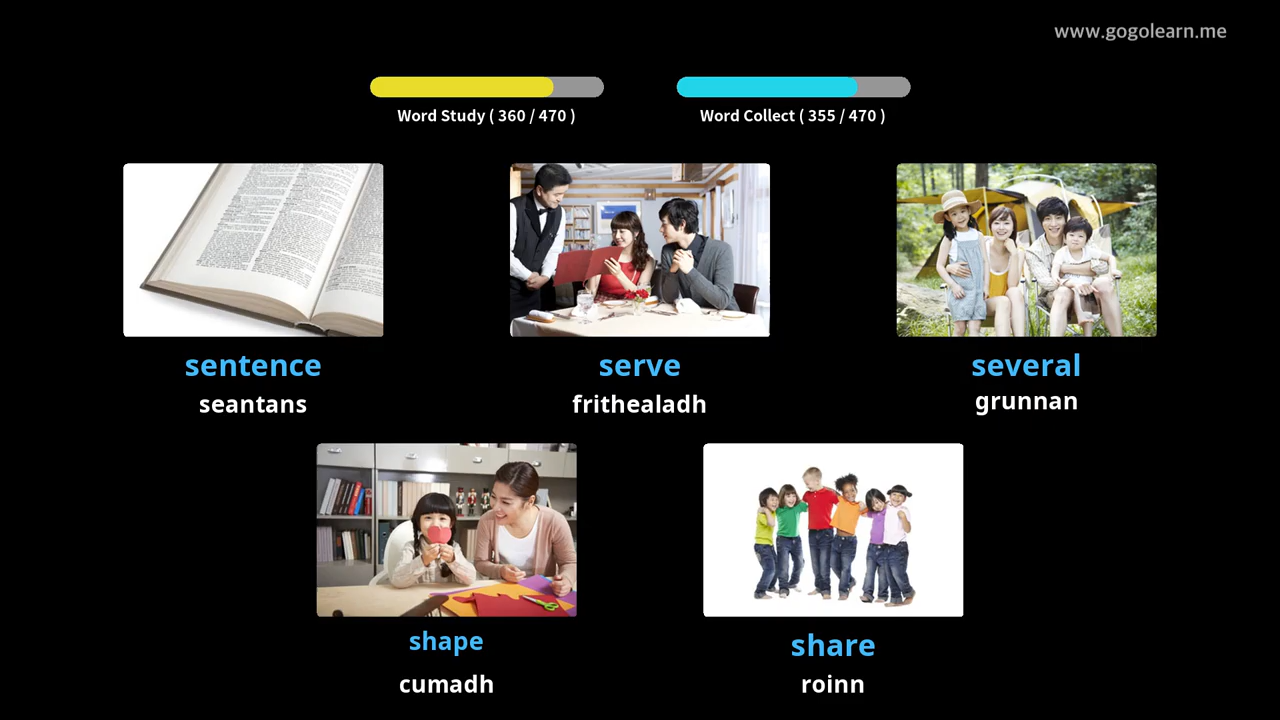 www.gogolearn.me
Word Study ( 360 / 470 )
Word Collect ( 355 / 470 )
sentence
seantans
serve
frithealadh
several
grunnan
shape
cumadh
share
roinn